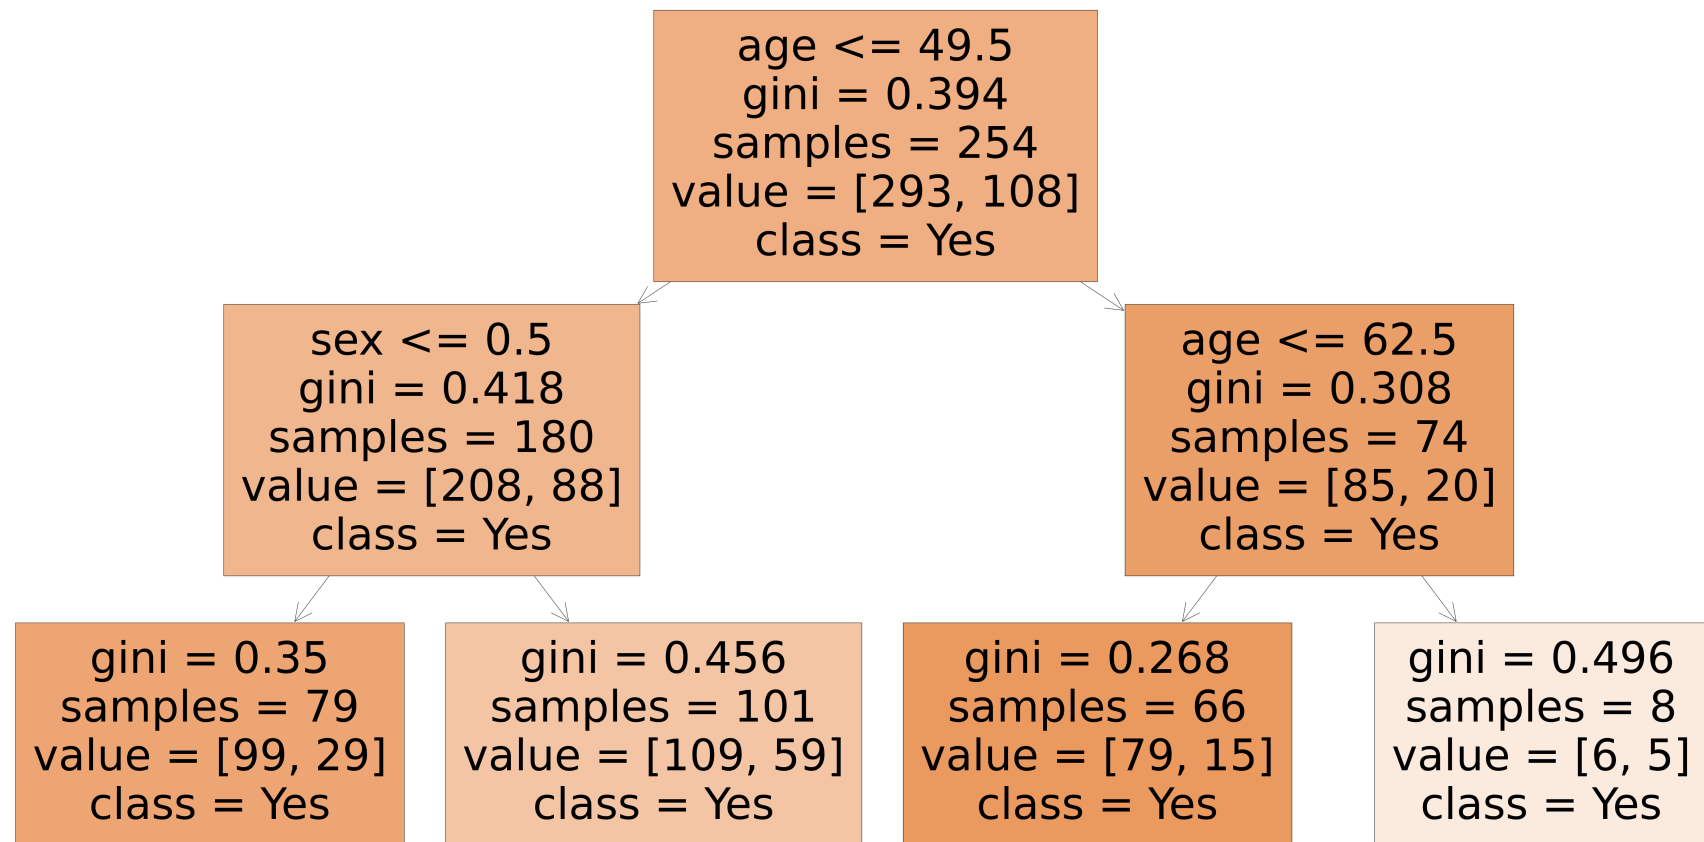 age <= 49.5
gini = 0.394
samples = 254
value = [293, 108]
class = Yes
sex <= 0.5
gini = 0.418
samples = 180
value = [208, 88]
class = Yes
age <= 62.5
gini = 0.308
samples = 74
value = [85, 20]
class = Yes
gini = 0.35
samples = 79
value = [99, 29]
class = Yes
gini = 0.456
samples = 101
value = [109, 59]
class = Yes
gini = 0.268
samples = 66
value = [79, 15]
class = Yes
gini = 0.496
samples = 8
value = [6, 5]
class = Yes